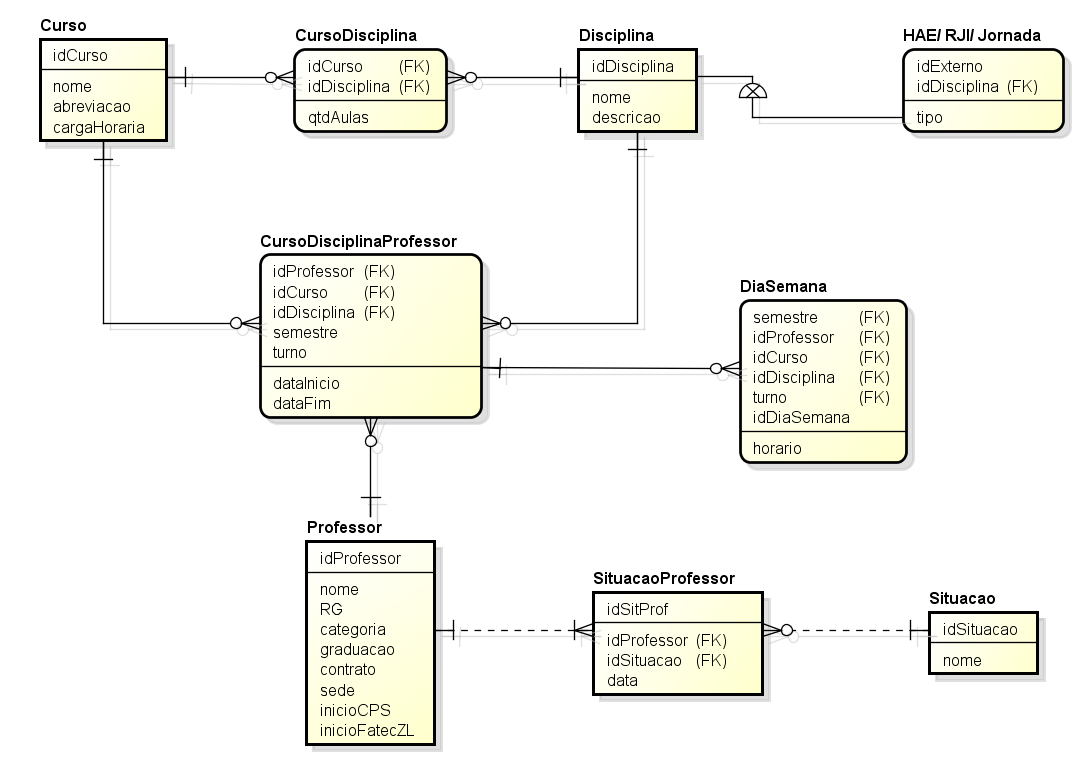 Curso
idCurso
nome
abreviacao
cargaHoraria
CursoDisciplina
idCurso (FK)
idDisciplina (FK)
qtdAulas
Disciplina
idDisciplina
nome
descricao
HAE/ RJI/ Jornada
idExterno
idDisciplina (FK)
tipo
CursoDisciplinaProfessor
idProfessor (FK)
idCurso (FK)
idDisciplina (FK)
semestre
turno
dataInicio
dataFim
DiaSemana
semestre (FK)
idProfessor (FK)
idCurso (FK)
idDisciplina (FK)
turno (FK)
idDiaSemana
horario
Professor
idProfessor
nome
RG
categoria
graduacao
contrato
sede
inicioCPS
inicioFatecZL
SituacaoProfessor
idSitProf
idProfessor (FK)
idSituacao (FK)
data
Situacao
idSituacao
nome